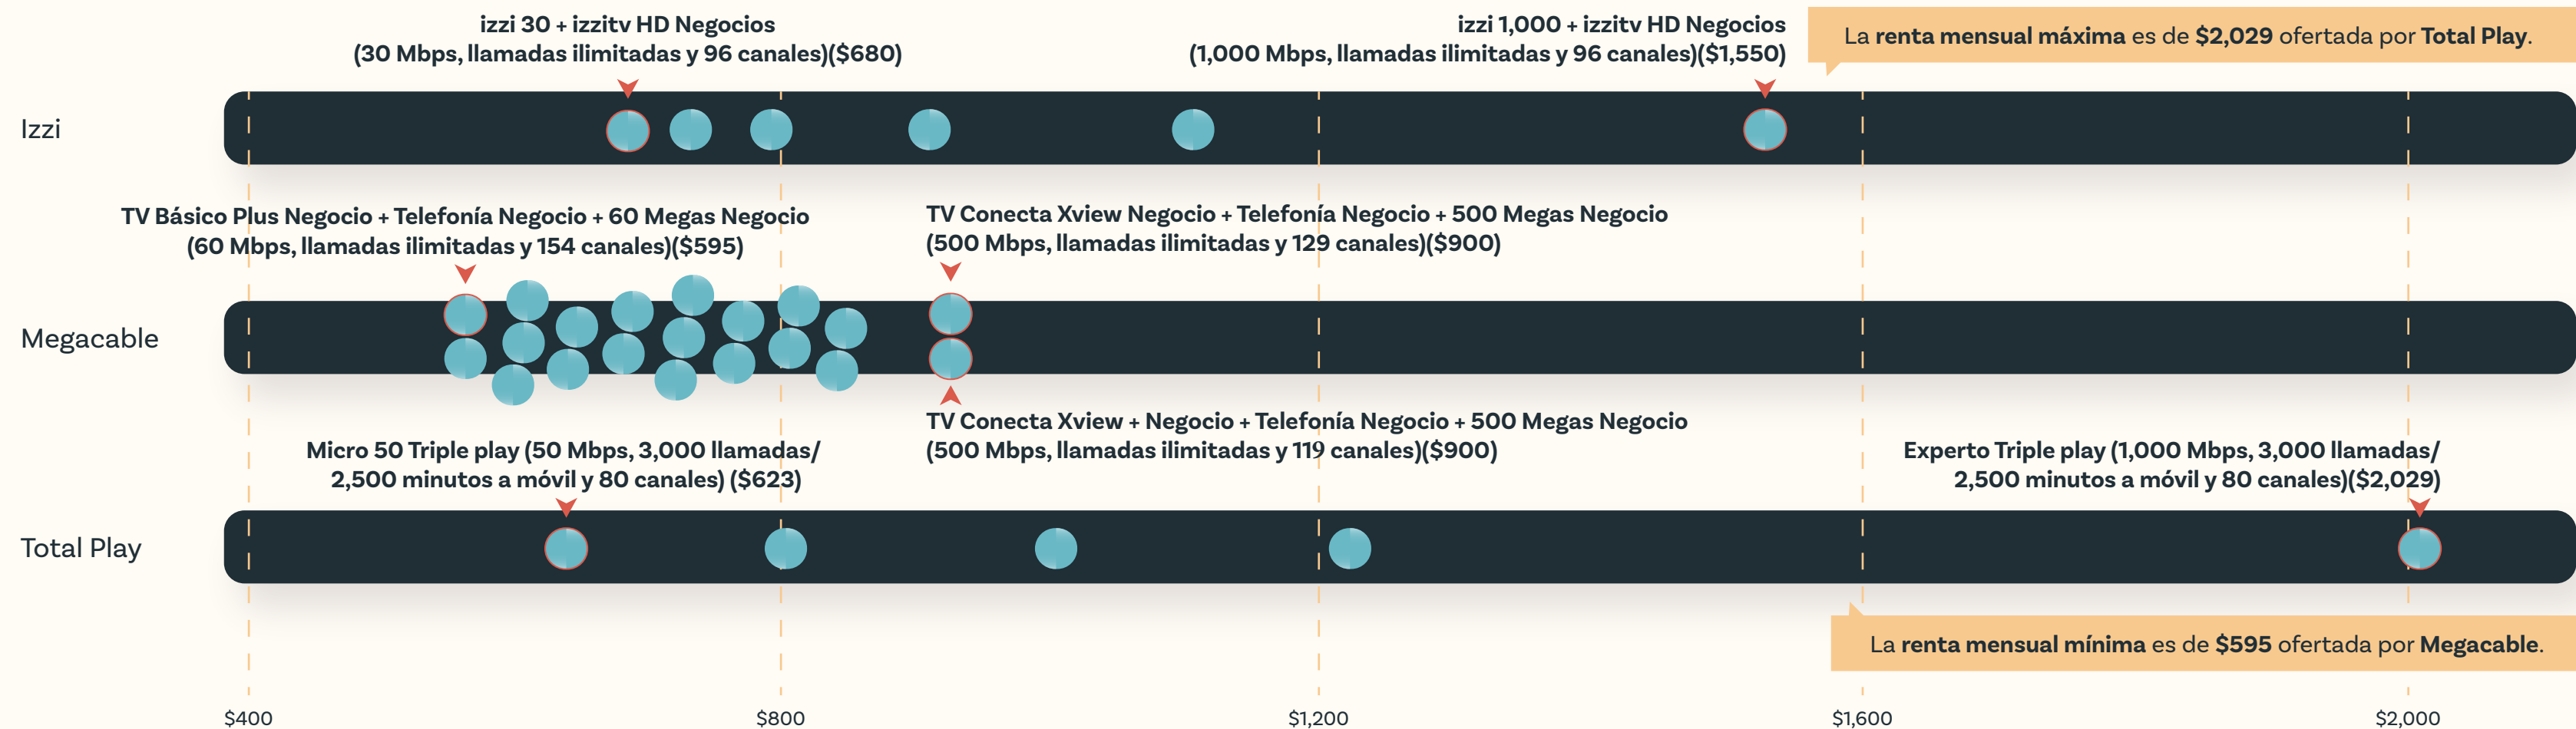 izzi 30 + izzitv HD Negocios
(30 Mbps, llamadas ilimitadas y 96 canales)($680)
izzi 1,000 + izzitv HD Negocios
(1,000 Mbps, llamadas ilimitadas y 96 canales)($1,550)
La renta mensual máxima es de $2,029 ofertada por Total Play.
Izzi
TV Básico Plus Negocio + Telefonía Negocio + 60 Megas Negocio
(60 Mbps, llamadas ilimitadas y 154 canales)($595)
TV Conecta Xview Negocio + Telefonía Negocio + 500 Megas Negocio
(500 Mbps, llamadas ilimitadas y 129 canales)($900)
Megacable
TV Conecta Xview + Negocio + Telefonía Negocio + 500 Megas Negocio
(500 Mbps, llamadas ilimitadas y 119 canales)($900)
Micro 50 Triple play (50 Mbps, 3,000 llamadas/
2,500 minutos a móvil y 80 canales) ($623)
Experto Triple play (1,000 Mbps, 3,000 llamadas/
2,500 minutos a móvil y 80 canales)($2,029)
Total Play
La renta mensual mínima es de $595 ofertada por Megacable.
$400
$800
$1,200
$1,600
$2,000